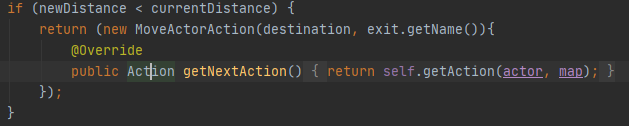 if (newDistance < currentDistance) {
    return (new MoveActorAction(destination, exit.getName()){
        @Override
        public Action getNextAction() { return self.getAction(actor, map); }
    });
}